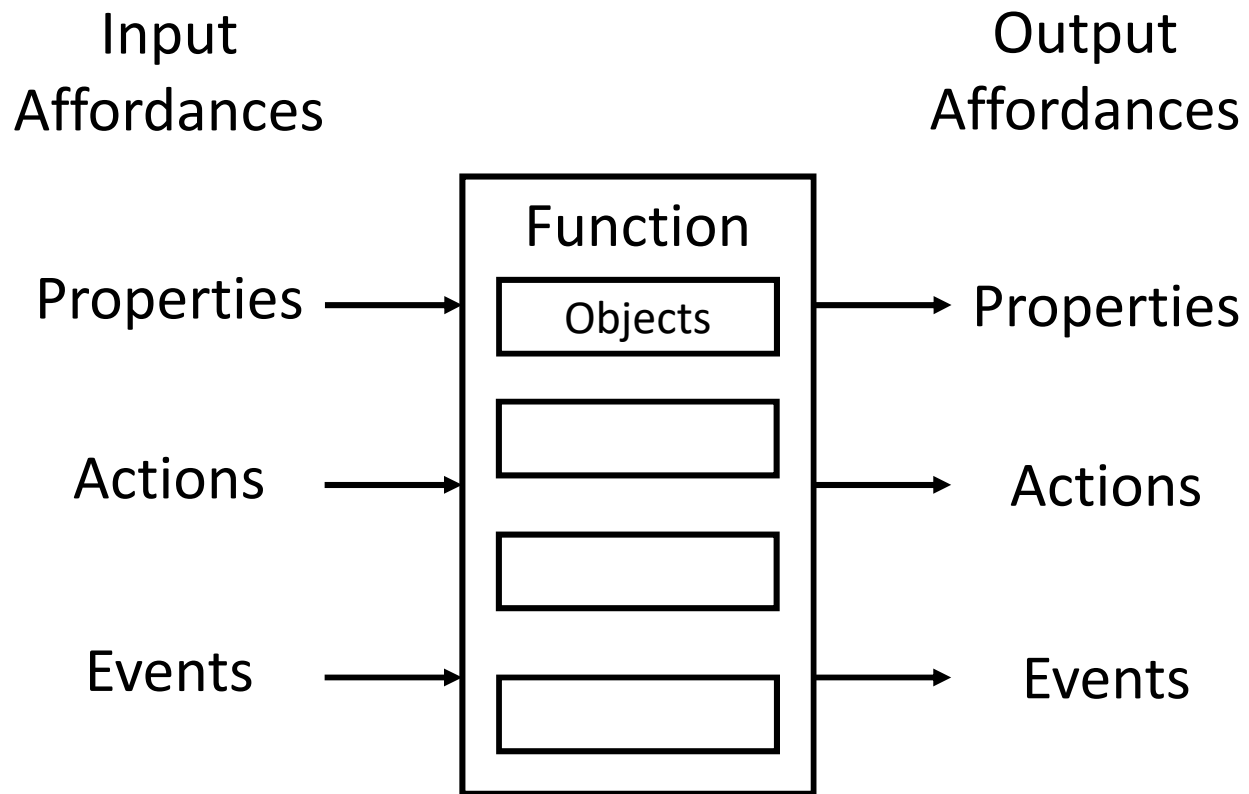 Input
Affordances
Output
Affordances
Function
Properties
Objects
Properties
Actions
Actions
Events
Events